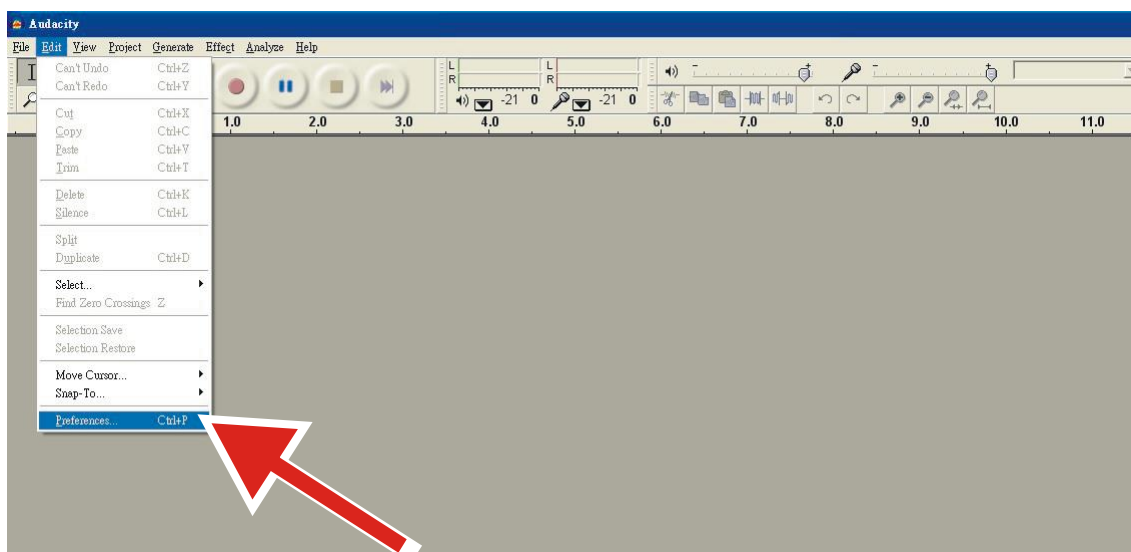 Audacity
File Edit View Project Generate Effect Analyze Help
Can't Undo Ctrl+Z
Can't Redo Ctrl+Y
Cut Ctrl+X
Copy Ctrl+C
Paste Ctrl+V
Trim Ctrl+T
Delete Ctrl+K
Silence Ctrl+L
Split
Duplicate Ctrl+D
Select...
Find Zero Crossings Z
Selection Save
Selection Restore
Move Cursor...
Snap-To...
Preferences... Ctrl+P
L L
R R
-21 0 -21 0
1.0 2.0 3.0 4.0 5.0 6.0 7.0 8.0 9.0 10.0 11.0